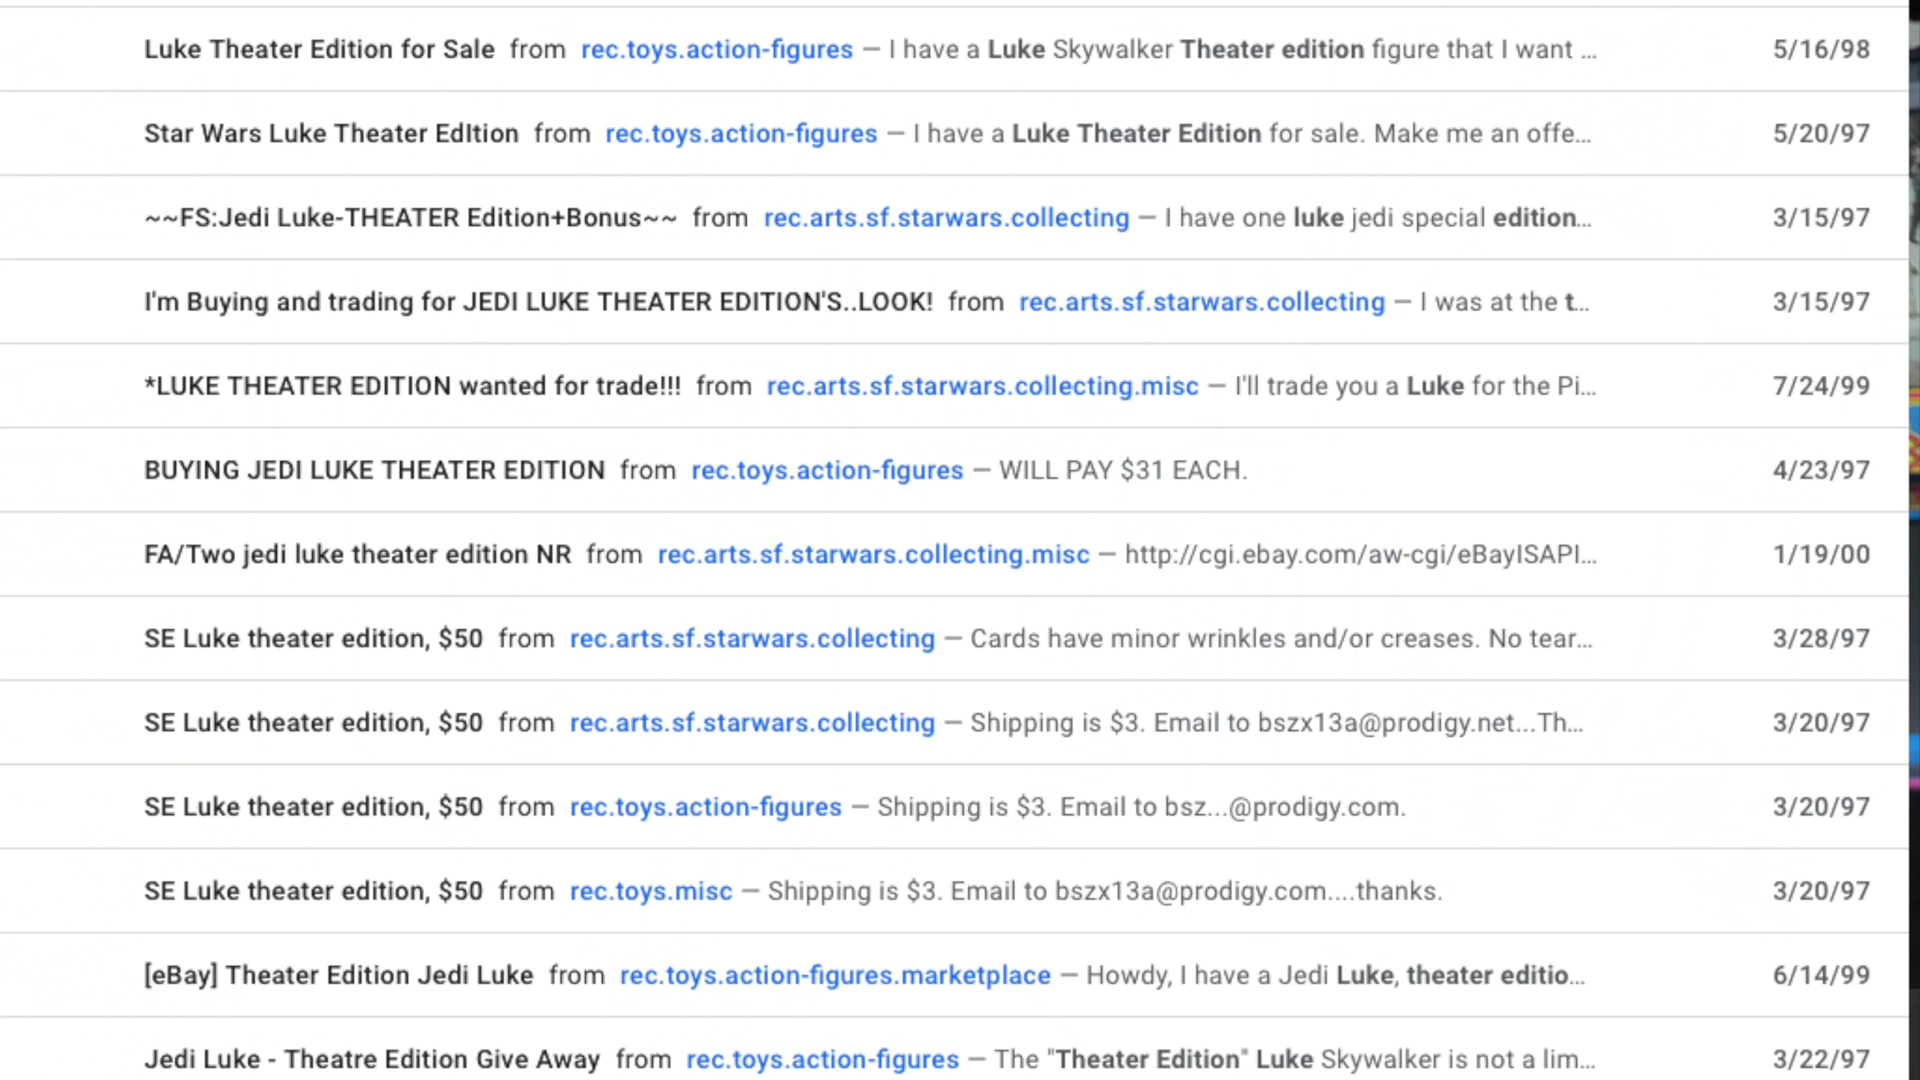 Luke Theater Edition for Sale from rec.toys.action-figures — I have a Luke Skywalker Theater edition figure that I want ... 5/16/98
Star Wars Luke Theater EdItion from rec.toys.action-figures — I have a Luke Theater Edition for sale. Make me an offe... 5/20/97
~~FS:Jedi Luke-THEATER Edition+Bonus~~ from rec.arts.sf.starwars.collecting — I have one luke jedi special edition... 3/15/97
I'm Buying and trading for JEDI LUKE THEATER EDITION'S..LOOK! from rec.arts.sf.starwars.collecting — I was at the t... 3/15/97
*LUKE THEATER EDITION wanted for trade!!! from rec.arts.sf.starwars.collecting.misc — I'll trade you a Luke for the Pi... 7/24/99
BUYING JEDI LUKE THEATER EDITION from rec.toys.action-figures — WILL PAY $31 EACH. 4/23/97
FA/Two jedi luke theater edition NR from rec.arts.sf.starwars.collecting.misc — http://cgi.ebay.com/aw-cgi/eBayISAPI... 1/19/00
SE Luke theater edition, $50 from rec.arts.sf.starwars.collecting — Cards have minor wrinkles and/or creases. No tear... 3/28/97
SE Luke theater edition, $50 from rec.arts.sf.starwars.collecting — Shipping is $3. Email to bszx13a@prodigy.net...Th... 3/20/97
SE Luke theater edition, $50 from rec.toys.action-figures — Shipping is $3. Email to bsz...@prodigy.com. 3/20/97
SE Luke theater edition, $50 from rec.toys.misc — Shipping is $3. Email to bszx13a@prodigy.com....thanks. 3/20/97
[eBay] Theater Edition Jedi Luke from rec.toys.action-figures.marketplace — Howdy, I have a Jedi Luke, theater editio... 6/14/99
Jedi Luke - Theatre Edition Give Away from rec.toys.action-figures — The "Theater Edition" Luke Skywalker is not a lim... 3/22/97